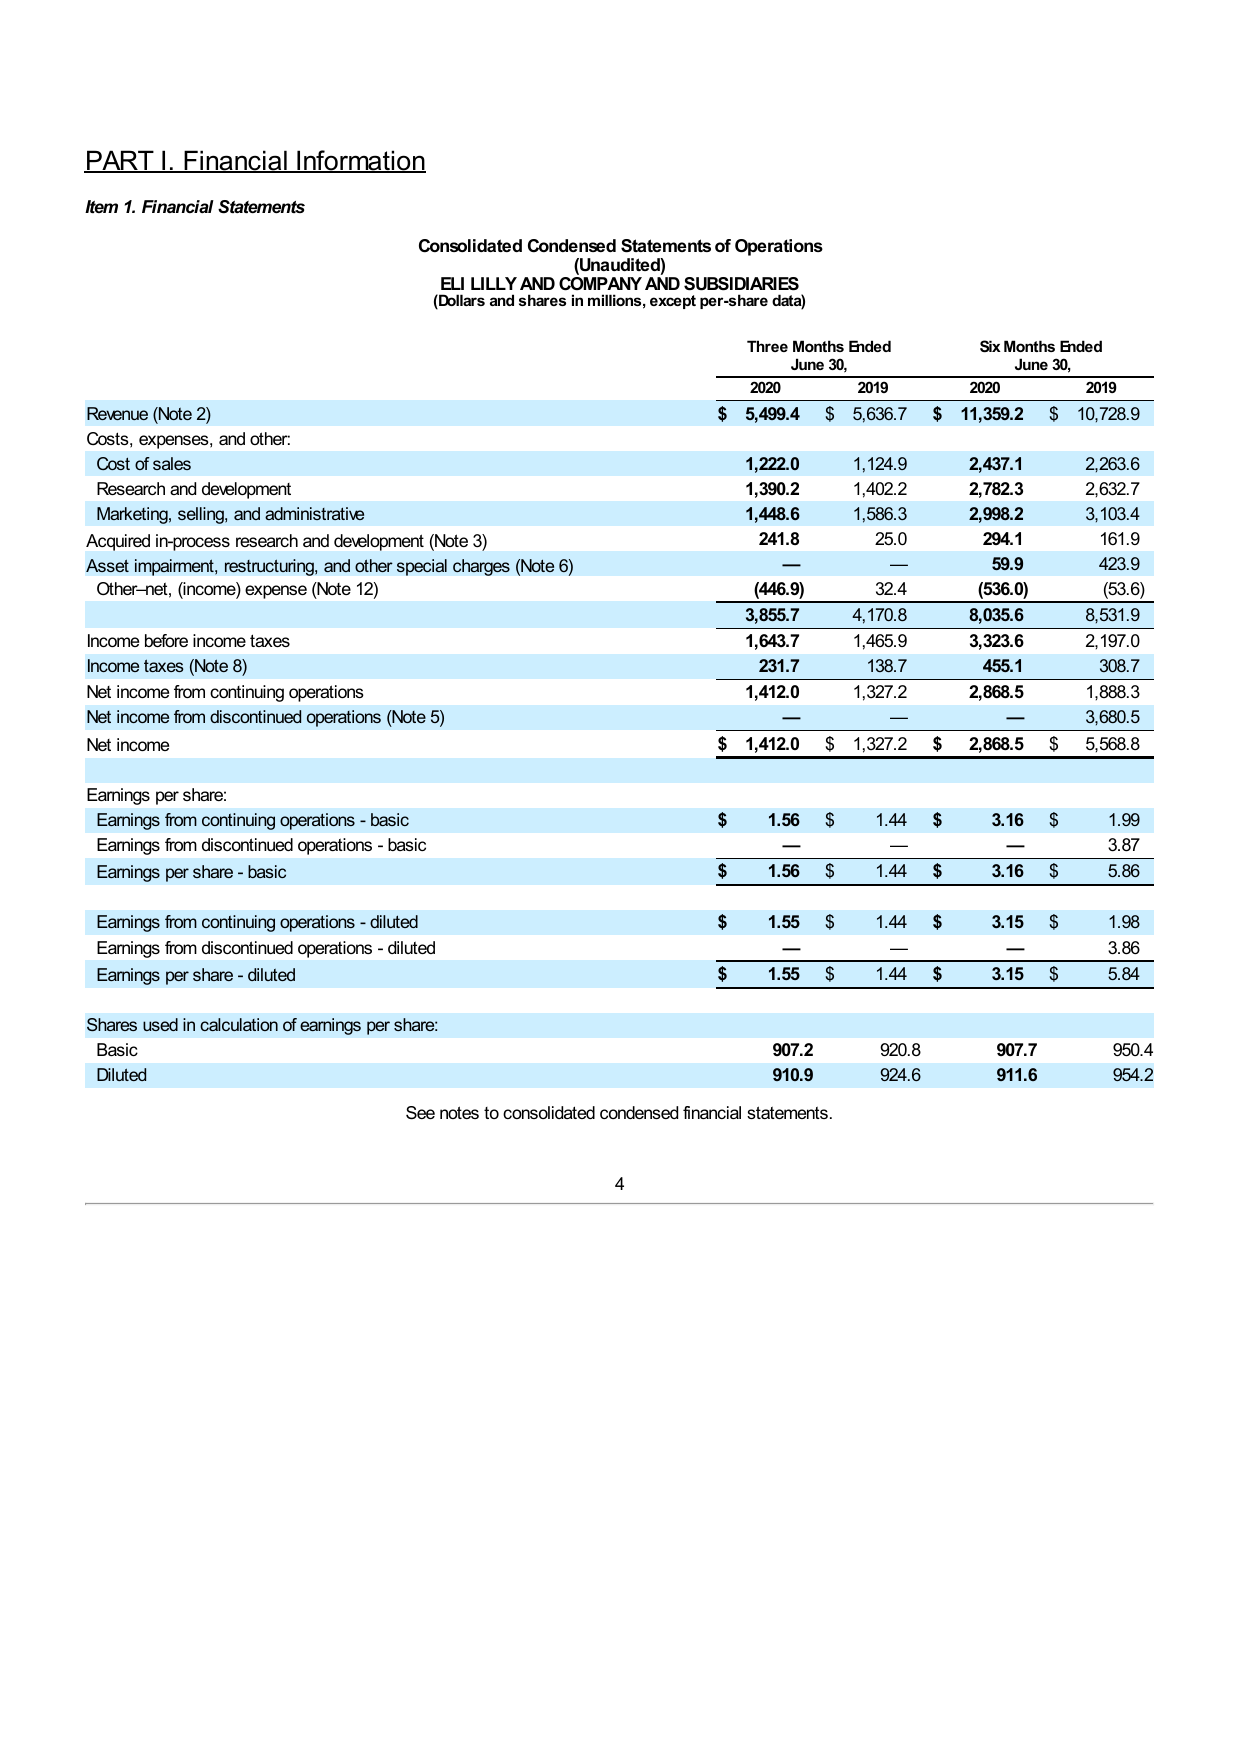 PART I. Financial Information
Item 1. Financial Statements
Consolidated Condensed Statements of Operations
(Unaudited)
ELI LILLY AND COMPANY AND SUBSIDIARIES
(Dollars and shares in millions, except per-share data)
Three Months Ended Six Months Ended
June 30, June 30,
2020 2019 2020 2019
Revenue (Note 2) $ 5,499.4 $ 5,636.7 $ 11,359.2 $ 10,728.9
Costs, expenses, and other:
Cost of sales 1,222.0 1,124.9 2,437.1 2,263.6
Research and development 1,390.2 1,402.2 2,782.3 2,632.7
Marketing, selling, and administrative 1,448.6 1,586.3 2,998.2 3,103.4
Acquired in-process research and development (Note 3) 241.8 25.0 294.1 161.9
Asset impairment, restructuring, and other special charges (Note 6) — — 59.9 423.9
Other–net, (income) expense (Note 12) (446.9) 32.4 (536.0) (53.6)
3,855.7 4,170.8 8,035.6 8,531.9
Income before income taxes 1,643.7 1,465.9 3,323.6 2,197.0
Income taxes (Note 8) 231.7 138.7 455.1 308.7
Net income from continuing operations 1,412.0 1,327.2 2,868.5 1,888.3
Net income from discontinued operations (Note 5) — — — 3,680.5
Net income $ 1,412.0 $ 1,327.2 $ 2,868.5 $ 5,568.8
Earnings per share:
Earnings from continuing operations - basic $ 1.56 $ 1.44 $ 3.16 $ 1.99
Earnings from discontinued operations - basic — — — 3.87
Earnings per share - basic $ 1.56 $ 1.44 $ 3.16 $ 5.86
Earnings from continuing operations - diluted $ 1.55 $ 1.44 $ 3.15 $ 1.98
Earnings from discontinued operations - diluted — — — 3.86
Earnings per share - diluted $ 1.55 $ 1.44 $ 3.15 $ 5.84
Shares used in calculation of earnings per share:
Basic 907.2 920.8 907.7 950.4
Diluted 910.9 924.6 911.6 954.2
See notes to consolidated condensed financial statements.
4